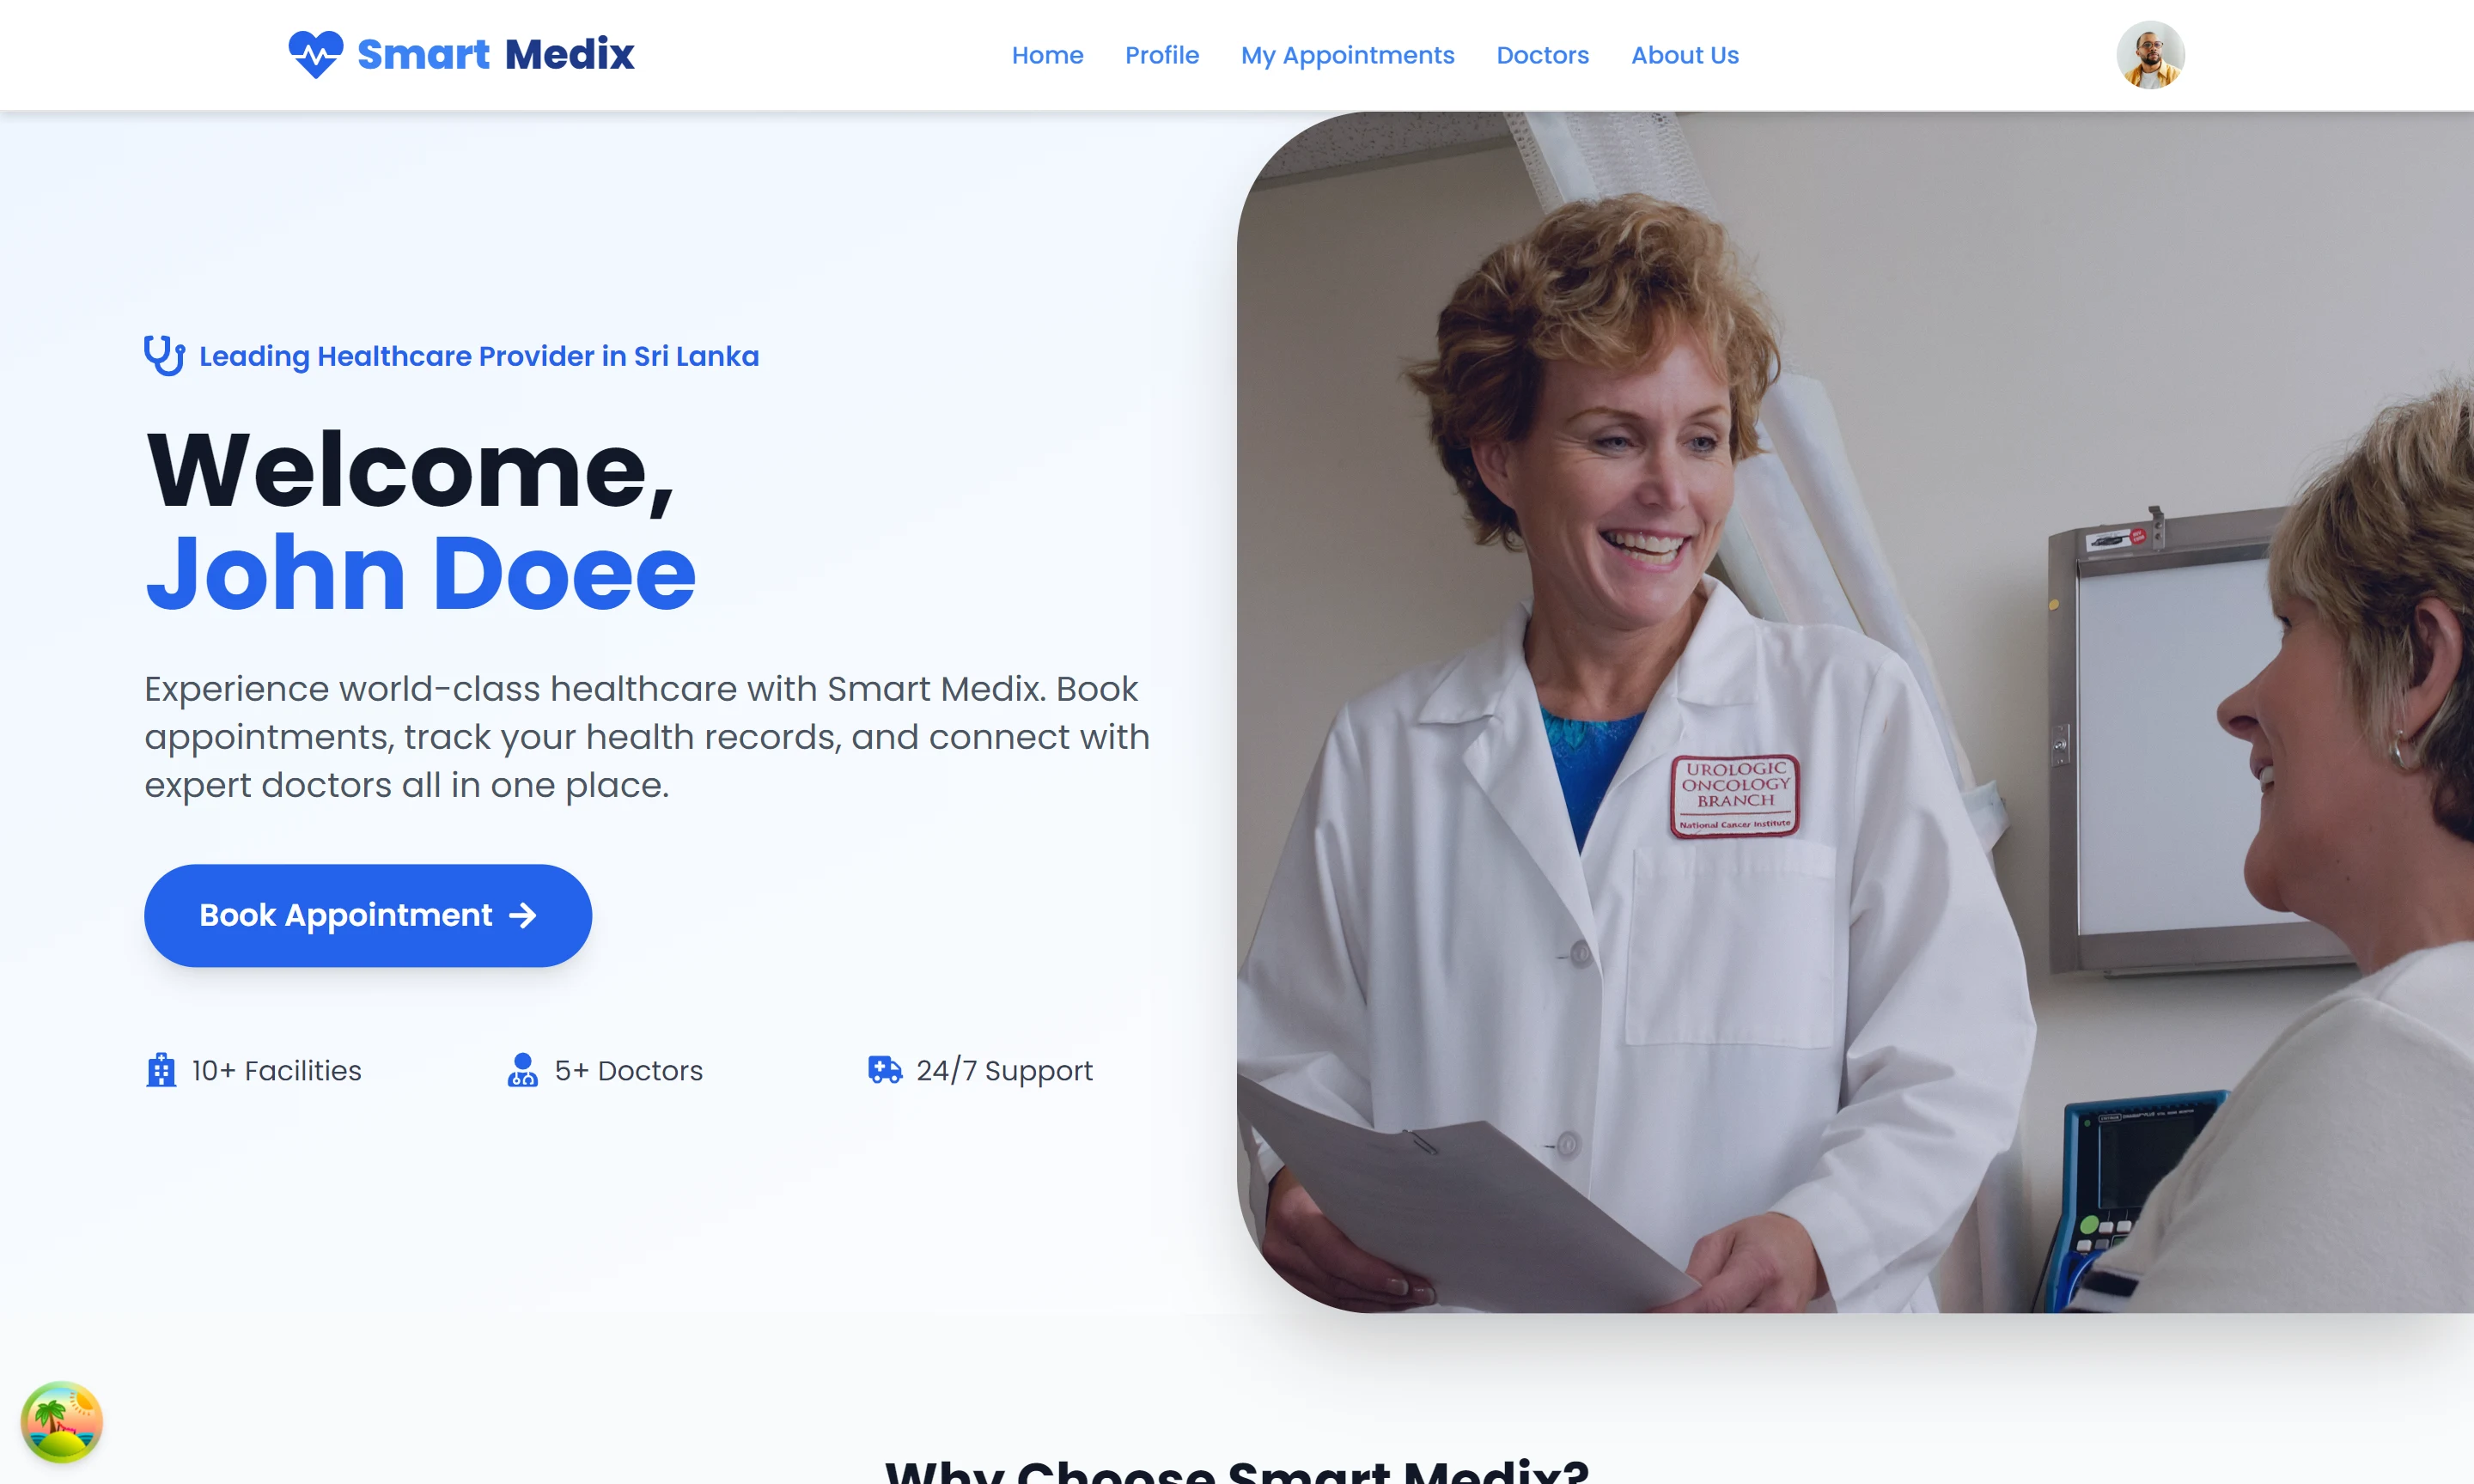 Smart Medix
Home Profile My Appointments Doctors About Us
Leading Healthcare Provider in Sri Lanka
Welcome,
John Doee
Experience world-class healthcare with Smart Medix. Book
appointments, track your health records, and connect with
expert doctors all in one place.
Book Appointment
10+ Facilities 5+ Doctors 24/7 Support
UROLOGIC
ONCOLOGY
BRANCH
National Cancer Institute
Why Choose Smart Medix?